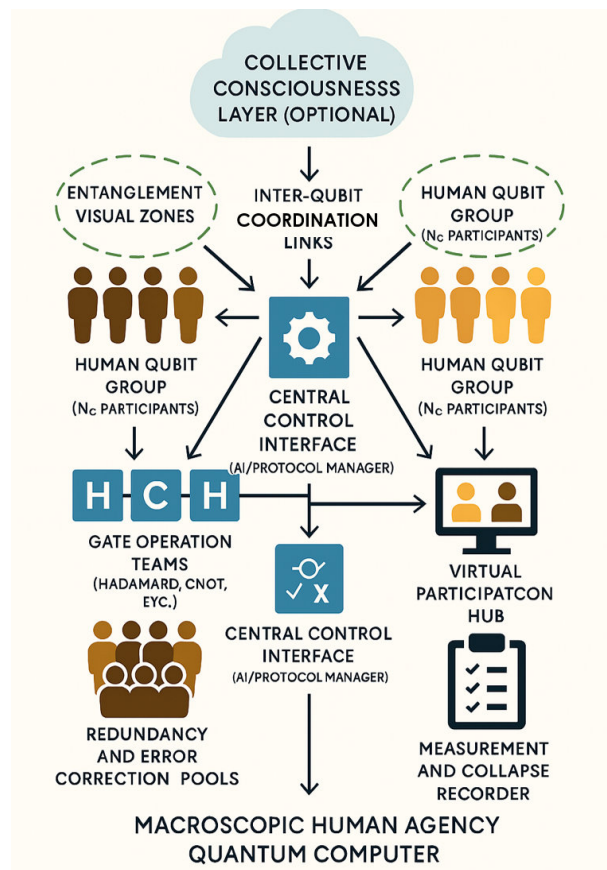 COLLECTIVE
CONSCIOUSNESSS
LAYER (OPTIONAL)
ENTANGLEMENT
VISUAL ZONES
INTER-QUBIT
COORDINATION
LINKS
HUMAN QUBIT
GROUP
(Nc PARTICIPANTS)
HUMAN QUBIT
GROUP
(Nc PARTICIPANTS)
CENTRAL
CONTROL
INTERFACE
(AI/PROTOCOL MANAGER)
HUMAN QUBIT
GROUP
(Nc PARTICIPANTS)
H C H
GATE OPERATION
TEAMS
(HADAMARD, CNOT,
EYC.)
X
CENTRAL CONTROL
INTERFACE
(AI/PROTOCOL MANAGER)
VIRTUAL
PARTICIPATCON
HUB
REDUNDANCY
AND ERROR
CORRECTION POOLS
MEASUREMENT
AND COLLAPSE
RECORDER
MACROSCOPIC HUMAN AGENCY
QUANTUM COMPUTER